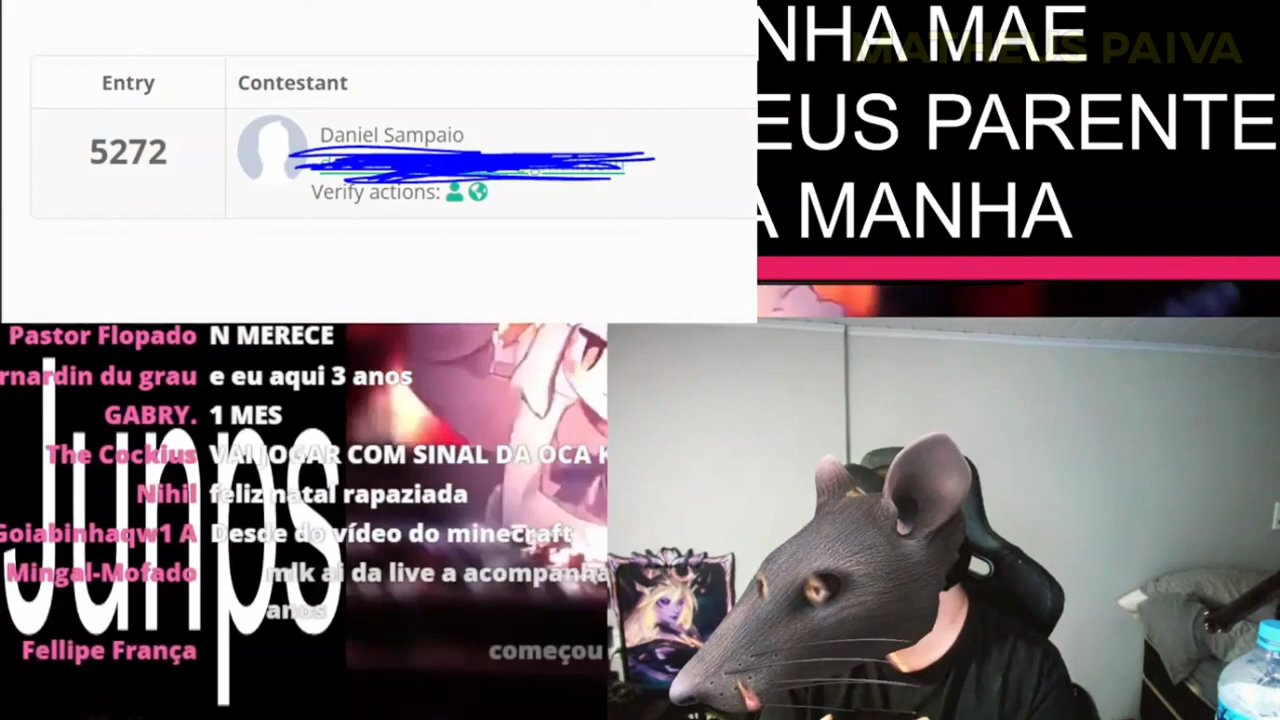 Entry
Contestant
5272
Daniel Sampaio
Verify actions:
NHA MAE
MATHEUS PAIVA
EUS PARENTE
A MANHA
Pastor Flopado N MERECE
rnardin du grau e eu aqui 3 anos
GABRY. 1 MES
The Cockius VAI JOGAR COM SINAL DA OCA K
Nihil feliz natal rapaziada
Goiabinhaqw1 A Desde do vídeo do minecraft
Mingal-Mofado mlk ai da live a acompanha
anos
Fellipe França começou
Junps